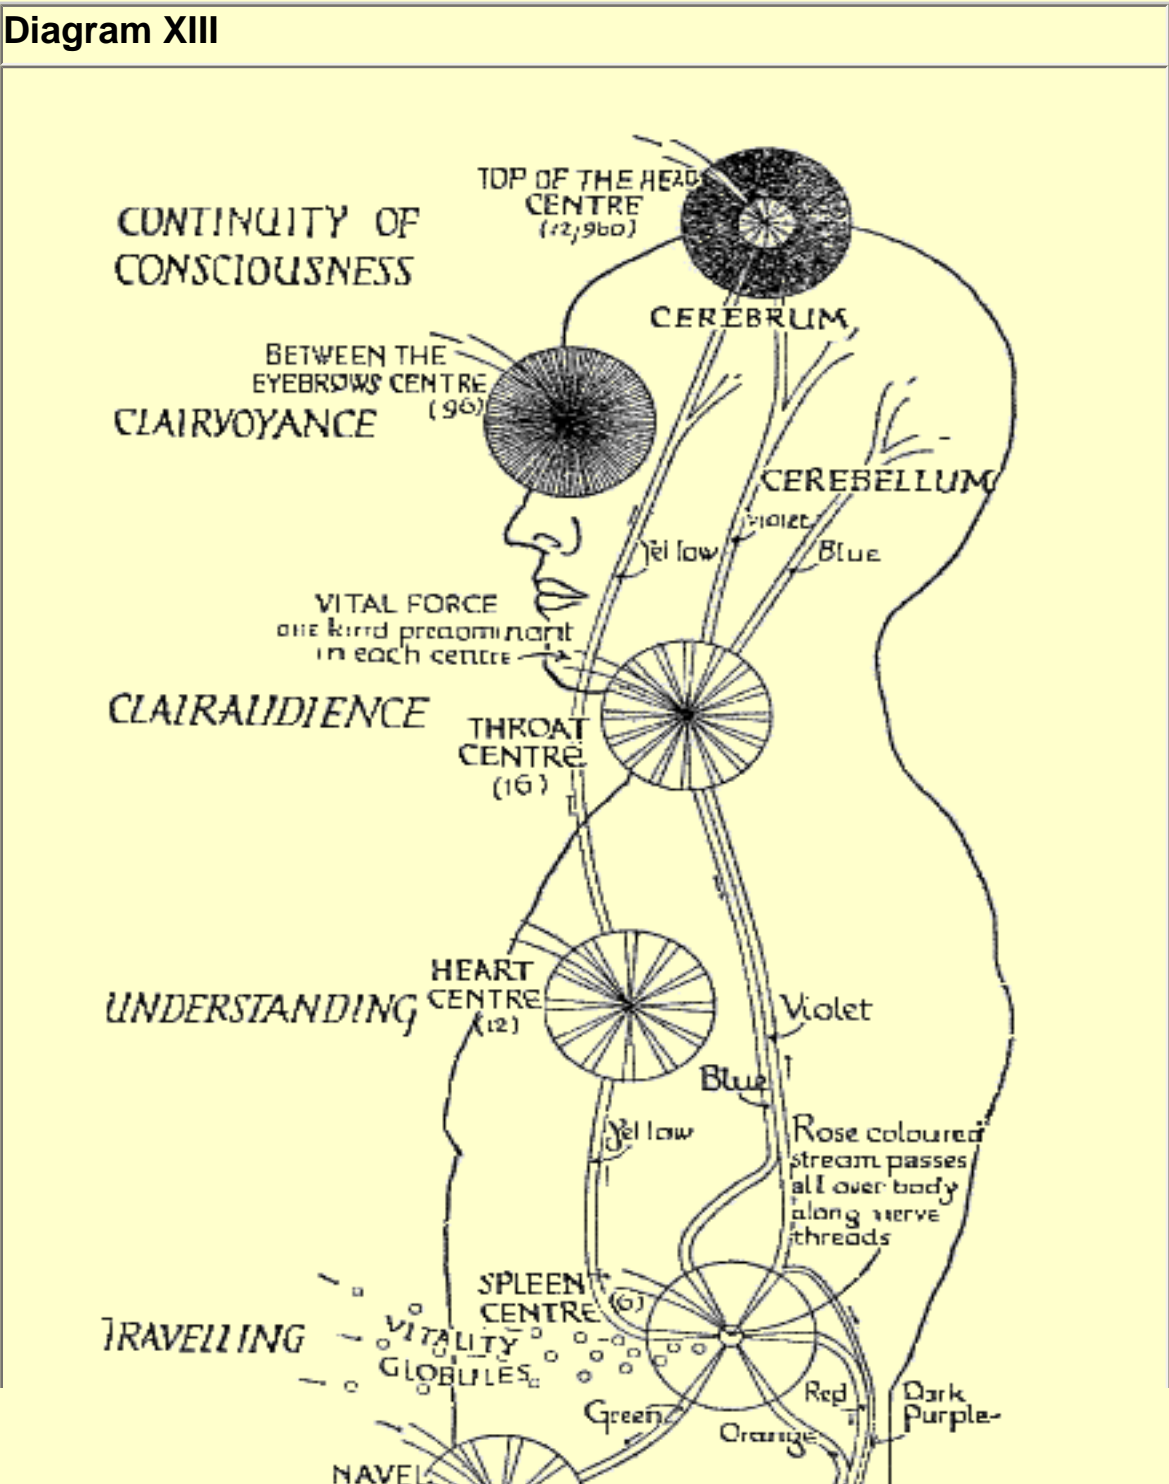 Diagram XIII
TOP OF THE HEAD
CENTRE
(12,960)
CONTINUITY OF
CONSCIOUSNESS
CEREBRUM
BETWEEN THE
EYEBROWS CENTRE
(96)
CLAIRVOYANCE
CEREBELLUM
Violet
Yellow
Blue
VITAL FORCE
one kind predominant
in each centre
CLAIRAUDIENCE
THROAT
CENTRE
(16)
HEART
CENTRE
(12)
UNDERSTANDING
Violet
Blue
Yellow
Rose coloured
stream passes
all over body
along nerve
threads
SPLEEN
CENTRE (6)
TRAVELLING
VITALITY
GLOBULES
Red
Dark
Purple
Green
Orange
NAVEL